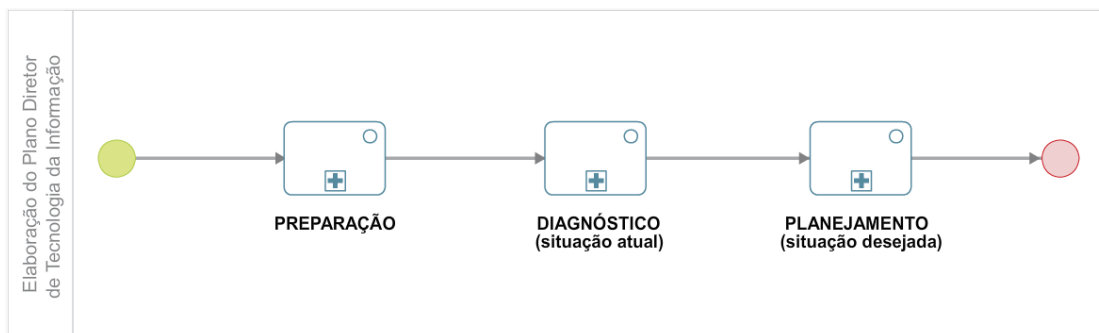 Elaboração do Plano Diretor
de Tecnologia da Informação
PREPARAÇÃO
DIAGNÓSTICO
(situação atual)
PLANEJAMENTO
(situação desejada)